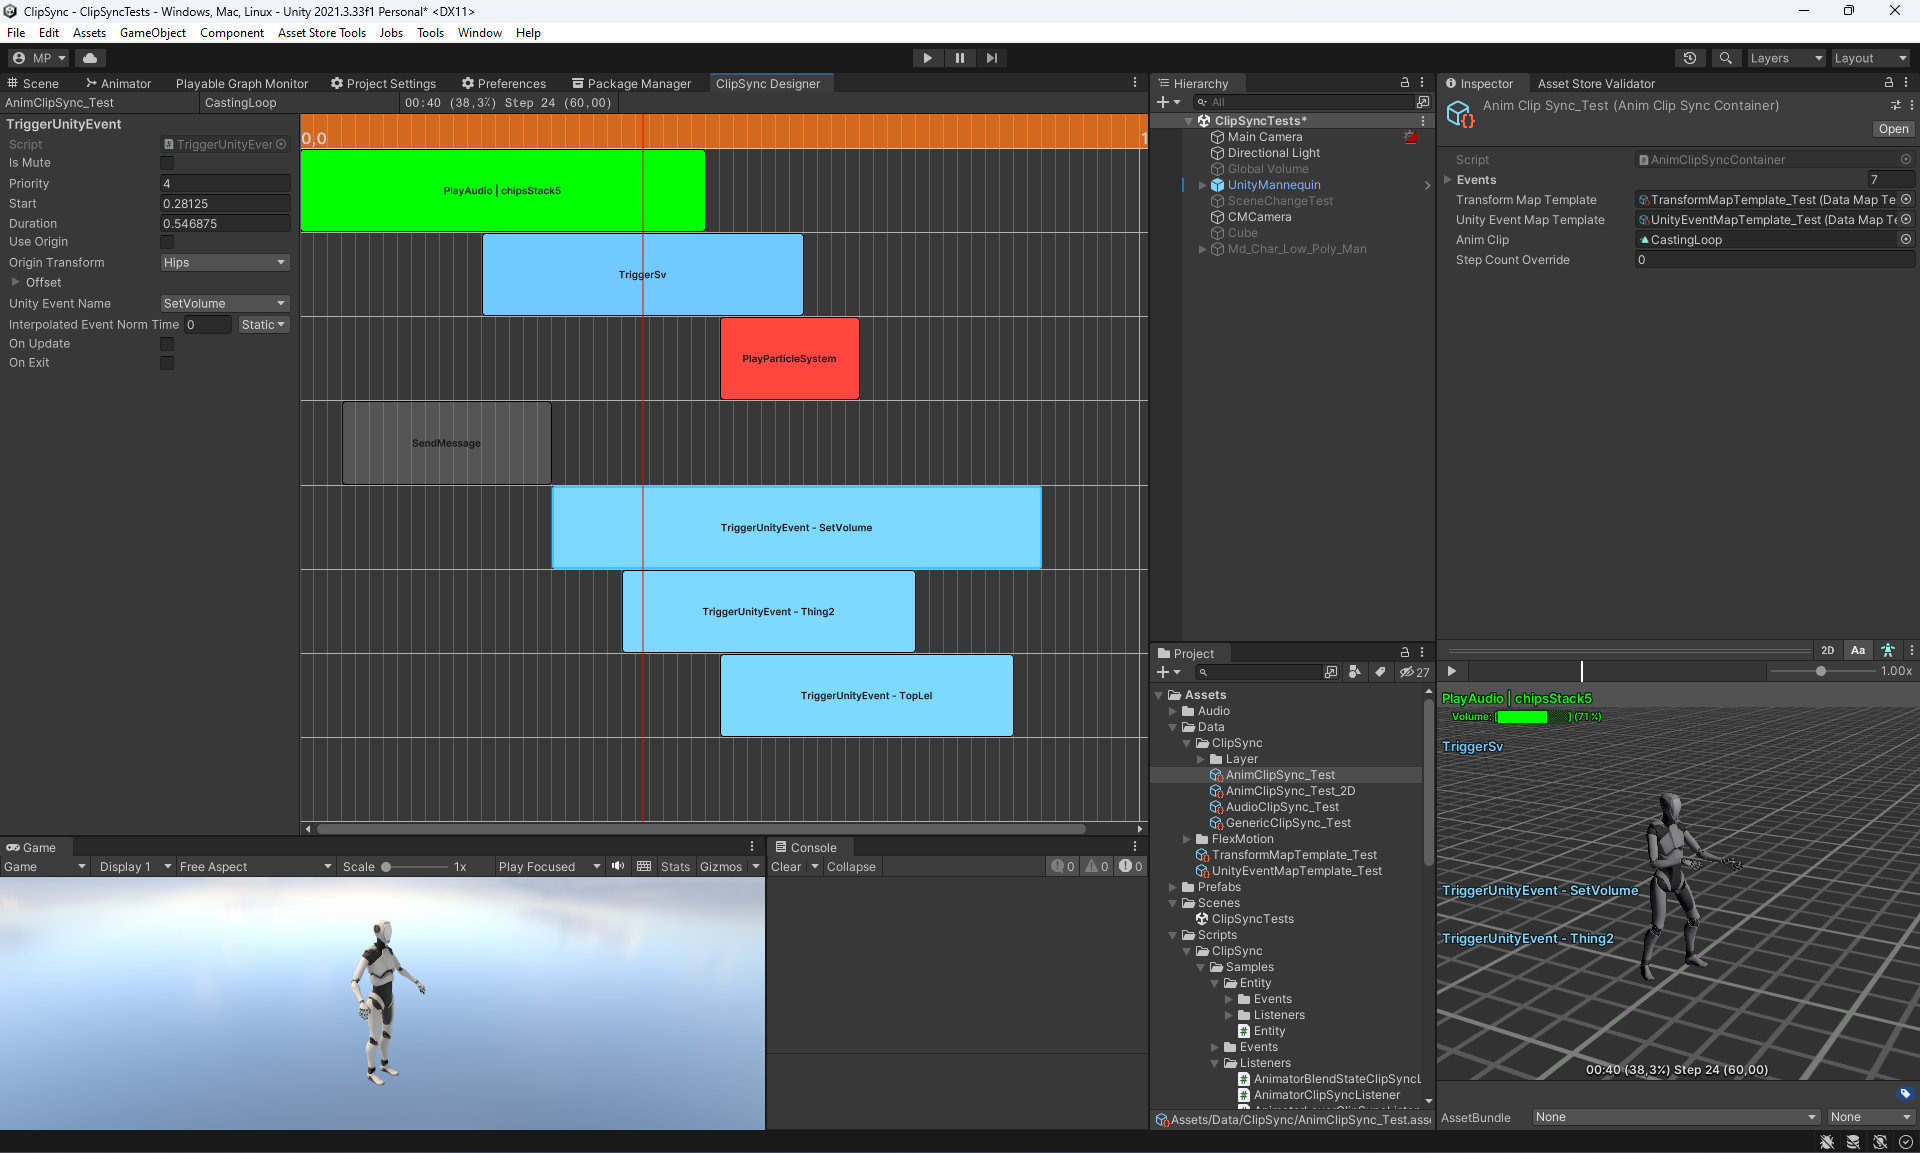 ClipSync - ClipSyncTests - Windows, Mac, Linux - Unity 2021.3.33f1 Personal* <DX11>
File Edit Assets GameObject Component Asset Store Tools Jobs Tools Window Help
MP
Layers Layout
Scene Animator Playable Graph Monitor Project Settings Preferences Package Manager ClipSync Designer
AnimClipSync_Test CastingLoop 00:40 (38,3%) Step 24 (60,00)
TriggerUnityEvent
Script TriggerUnityEver
Is Mute
Priority 4
Start 0.28125
Duration 0.546875
Use Origin
Origin Transform Hips
Offset
Unity Event Name SetVolume
Interpolated Event Norm Time 0 Static
On Update
On Exit
0,0 1
PlayAudio | chipsStack5
TriggerSv
PlayParticleSystem
SendMessage
TriggerUnityEvent - SetVolume
TriggerUnityEvent - Thing2
TriggerUnityEvent - TopLel
Hierarchy
All
ClipSyncTests*
Main Camera
Directional Light
Global Volume
UnityMannequin
SceneChangeTest
CMCamera
Cube
Md_Char_Low_Poly_Man
Inspector Asset Store Validator
Anim Clip Sync_Test (Anim Clip Sync Container)
Open
Script AnimClipSyncContainer
Events 7
Transform Map Template TransformMapTemplate_Test (Data Map Te
Unity Event Map Template UnityEventMapTemplate_Test (Data Map Te
Anim Clip CastingLoop
Step Count Override 0
Project
27
Assets
Audio
Data
ClipSync
Layer
AnimClipSync_Test
AnimClipSync_Test_2D
AudioClipSync_Test
GenericClipSync_Test
FlexMotion
TransformMapTemplate_Test
UnityEventMapTemplate_Test
Prefabs
Scenes
ClipSyncTests
Scripts
ClipSync
Samples
Entity
Events
Listeners
Entity
Events
Listeners
AnimatorBlendStateClipSyncL
AnimatorClipSyncListener
Assets/Data/ClipSync/AnimClipSync_Test.asse
2D Aa
1.00x
PlayAudio | chipsStack5
Volume: [ ] (71%)
TriggerSv
TriggerUnityEvent - SetVolume
TriggerUnityEvent - Thing2
00:40 (38,3%) Step 24 (60,00)
AssetBundle None None
Game
Game Display 1 Free Aspect Scale 1x Play Focused Stats Gizmos
Console
Clear Collapse 0 0 0